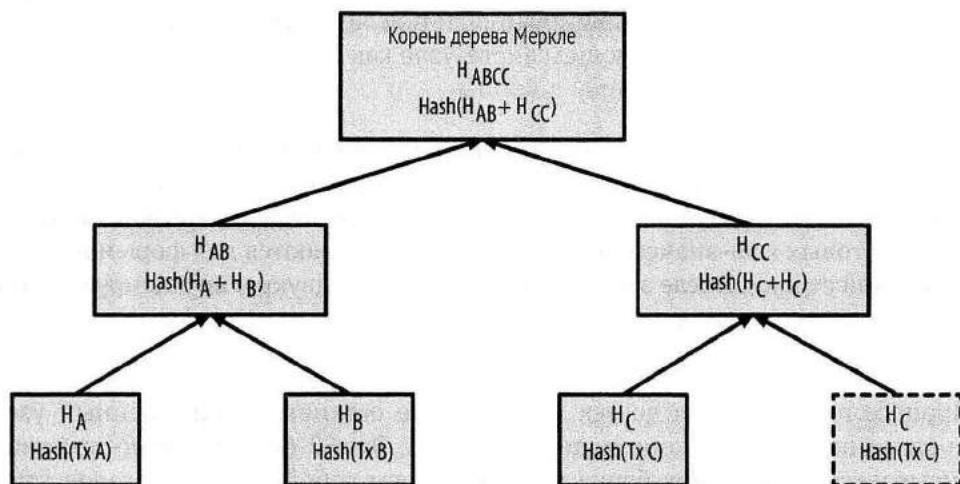 Корень дерева Меркле
H ABCC
Hash(H AB + H CC)
H AB
Hash(H A + H B)
H CC
Hash(H C+H C)
H A
Hash(Tx A)
H B
Hash(Tx B)
H C
Hash(Tx C)
H C
Hash(Tx C)